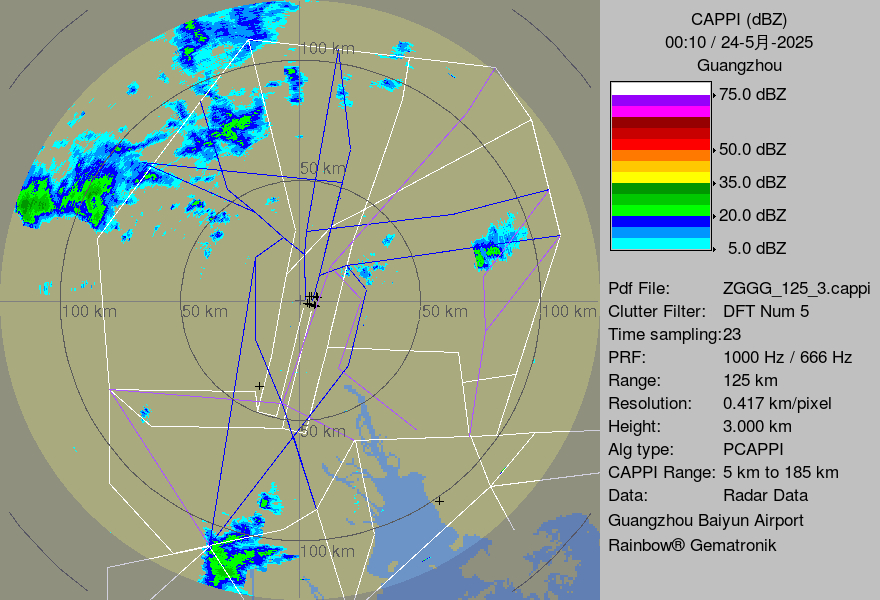 100 km
50 km
100 km
50 km
50 km
100 km
50 km
100 km
CAPPI (dBZ)
00:10 / 24-5月-2025
Guangzhou
75.0 dBZ
50.0 dBZ
35.0 dBZ
20.0 dBZ
5.0 dBZ
Pdf File: ZGGG_125_3.cappi
Clutter Filter: DFT Num 5
Time sampling:23
PRF: 1000 Hz / 666 Hz
Range: 125 km
Resolution: 0.417 km/pixel
Height: 3.000 km
Alg type: PCAPPI
CAPPI Range: 5 km to 185 km
Data: Radar Data
Guangzhou Baiyun Airport
Rainbow® Gematronik